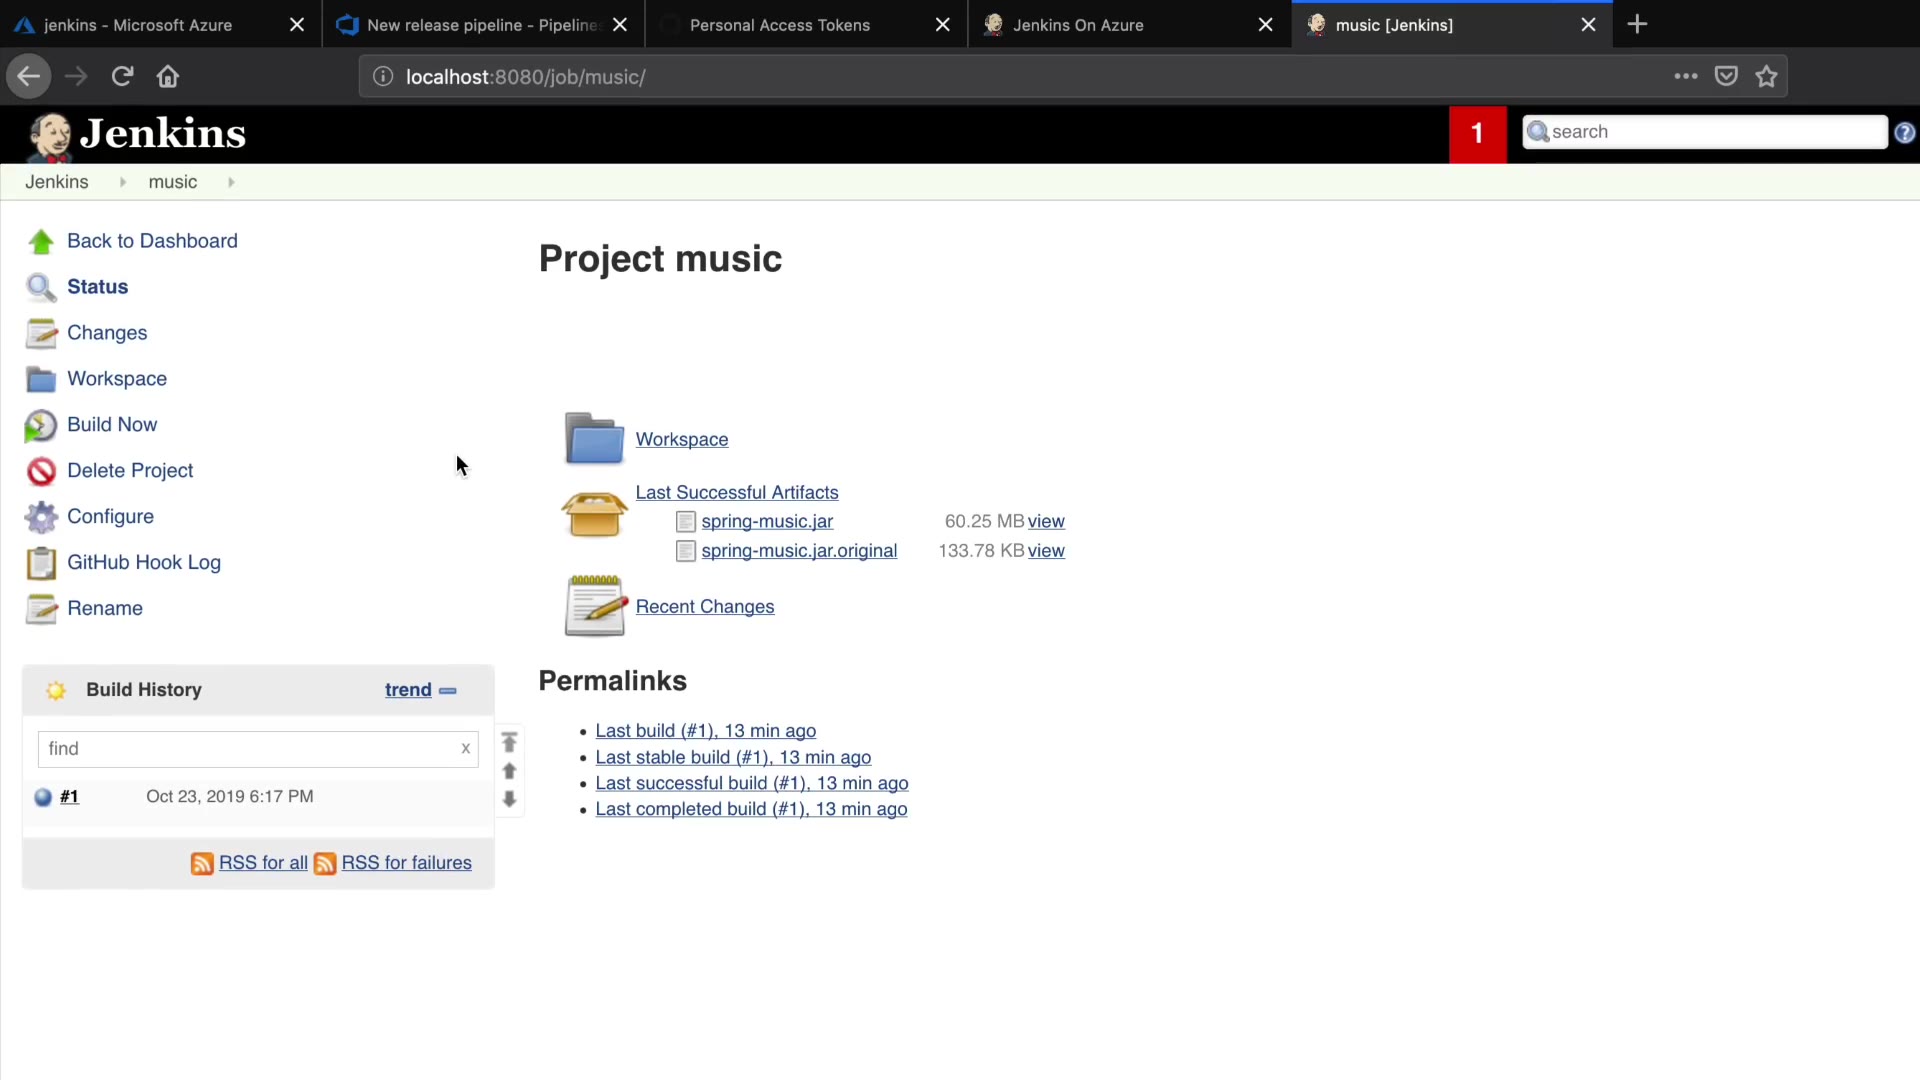 jenkins - Microsoft Azure
New release pipeline - Pipelines
Personal Access Tokens
Jenkins On Azure
music [Jenkins]
localhost:8080/job/music/
Jenkins
1
search
Jenkins
music
Back to Dashboard
Status
Changes
Workspace
Build Now
Delete Project
Configure
GitHub Hook Log
Rename
Build History
trend
find
x
#1
Oct 23, 2019 6:17 PM
RSS for all
RSS for failures
Project music
Workspace
Last Successful Artifacts
spring-music.jar 60.25 MB view
spring-music.jar.original 133.78 KB view
Recent Changes
Permalinks
Last build (#1), 13 min ago
Last stable build (#1), 13 min ago
Last successful build (#1), 13 min ago
Last completed build (#1), 13 min ago